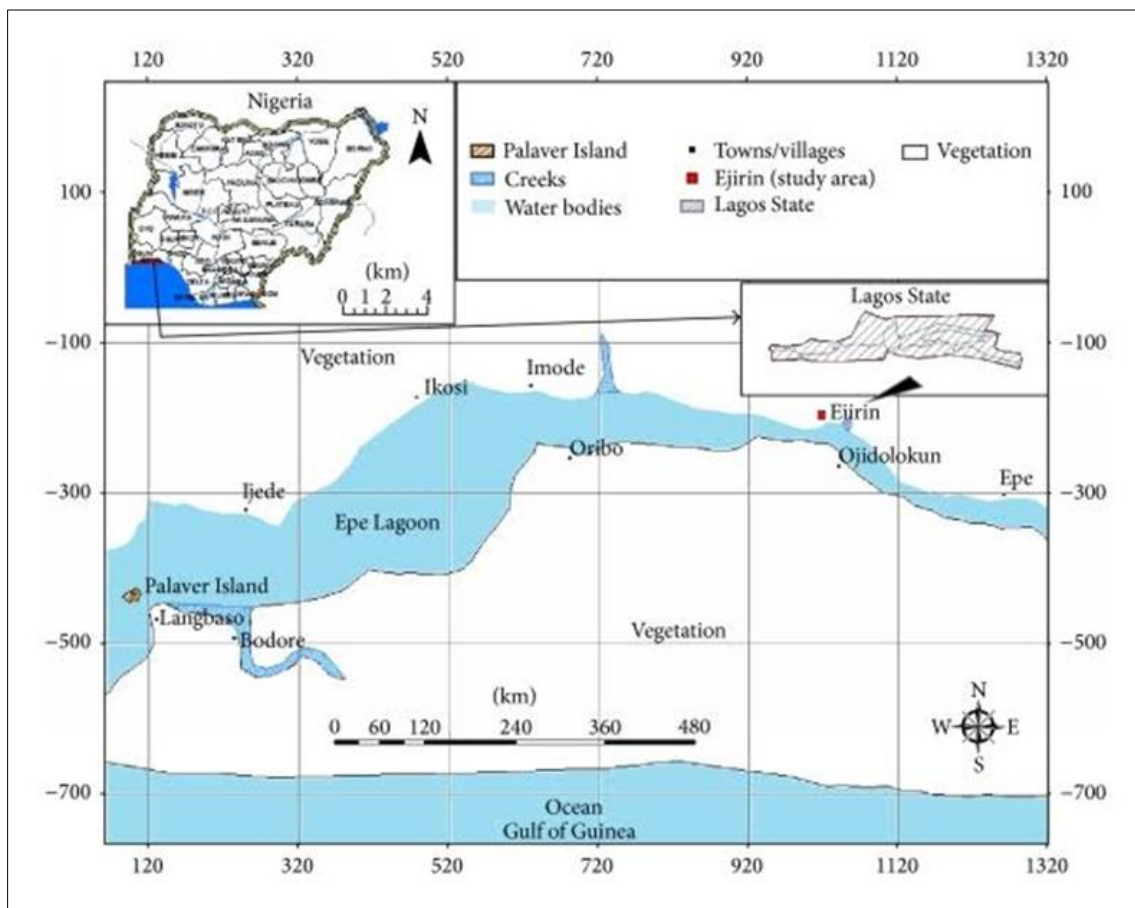 120 320 520 720 920 1120 1320
Nigeria
N
(km)
0 1 2 4
Palaver Island
Creeks
Water bodies
Towns/villages
Ejirin (study area)
Lagos State
Vegetation
100 100
Lagos State
−100 −100
Vegetation
Imode
Ikosi
Ejirin
Oribo
Ojidolokun
Epe
−300 −300
Ijede
Epe Lagoon
Palaver Island
Langbaso
Bodore
−500 −500
Vegetation
(km)
0 60 120 240 360 480
N
W E
S
−700 −700
Ocean
Gulf of Guinea
120 320 520 720 920 1120 1320